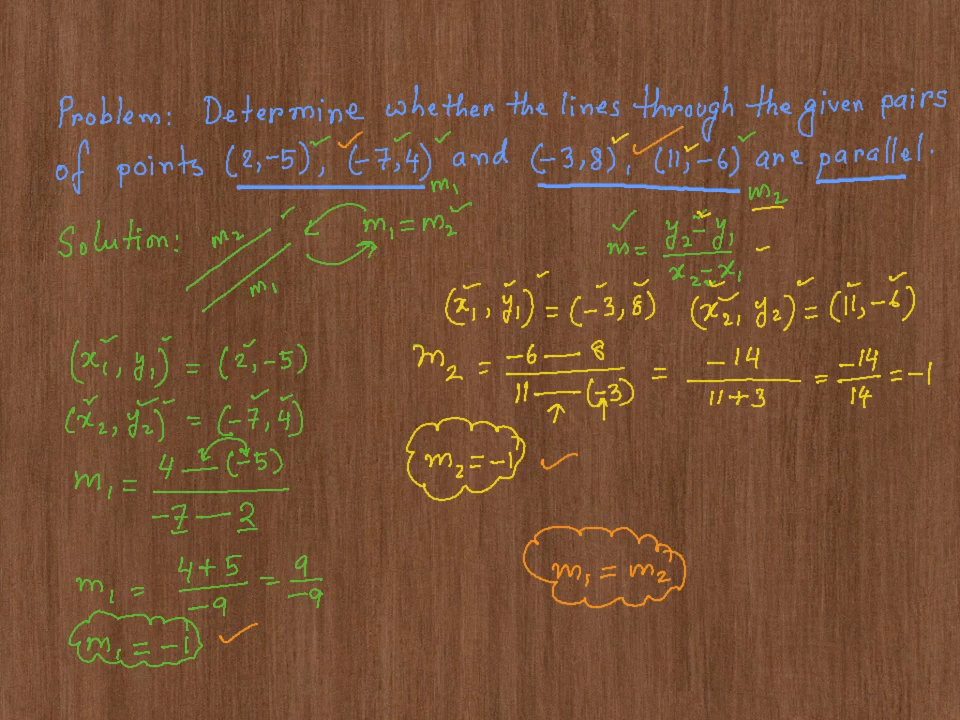 Problem: Determine whether the lines through the given pairs
of points (2,-5), (-7,4) and (-3,8), (11,-6) are parallel.
m₁
m₂
Solution:
m₂
m₁
m₁ = m₂
m = (y₂ - y₁)/(x₂ - x₁)
(x₁, y₁) = (2, -5)
(x₂, y₂) = (-7, 4)
m₁ = (4 - (-5))/(-7 - 2)
m₁ = (4+5)/(-9) = 9/(-9)
m₁ = -1
(x₁, y₁) = (-3, 8) (x₂, y₂) = (11, -6)
m₂ = (-6 - 8)/(11 - (-3)) = (-14)/(11+3) = (-14)/14 = -1
m₂ = -1
m₁ = m₂